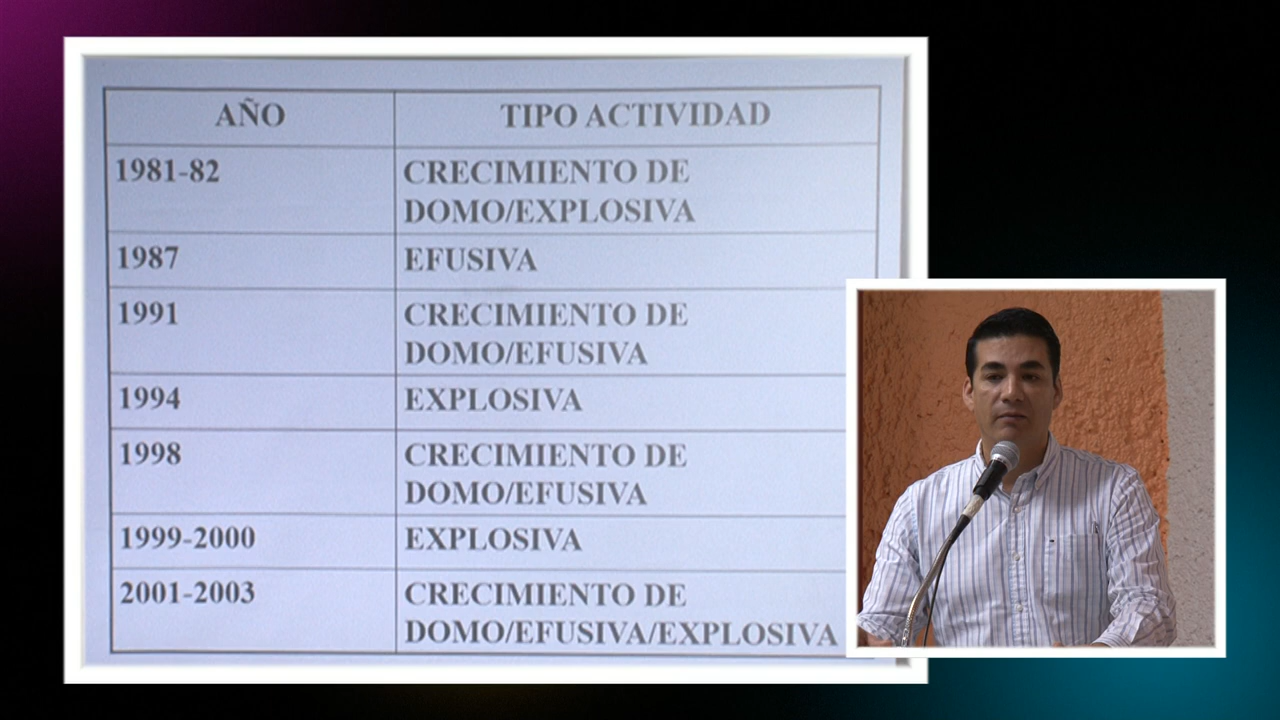 AÑO
TIPO ACTIVIDAD
1981-82
CRECIMIENTO DE
DOMO/EXPLOSIVA
1987
EFUSIVA
1991
CRECIMIENTO DE
DOMO/EFUSIVA
1994
EXPLOSIVA
1998
CRECIMIENTO DE
DOMO/EFUSIVA
1999-2000
EXPLOSIVA
2001-2003
CRECIMIENTO DE
DOMO/EFUSIVA/EXPLOSIVA